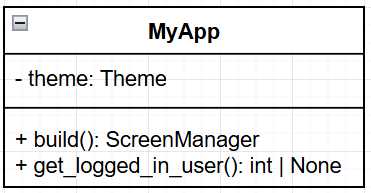 MyApp
- theme: Theme
+ build(): ScreenManager
+ get_logged_in_user(): int | None